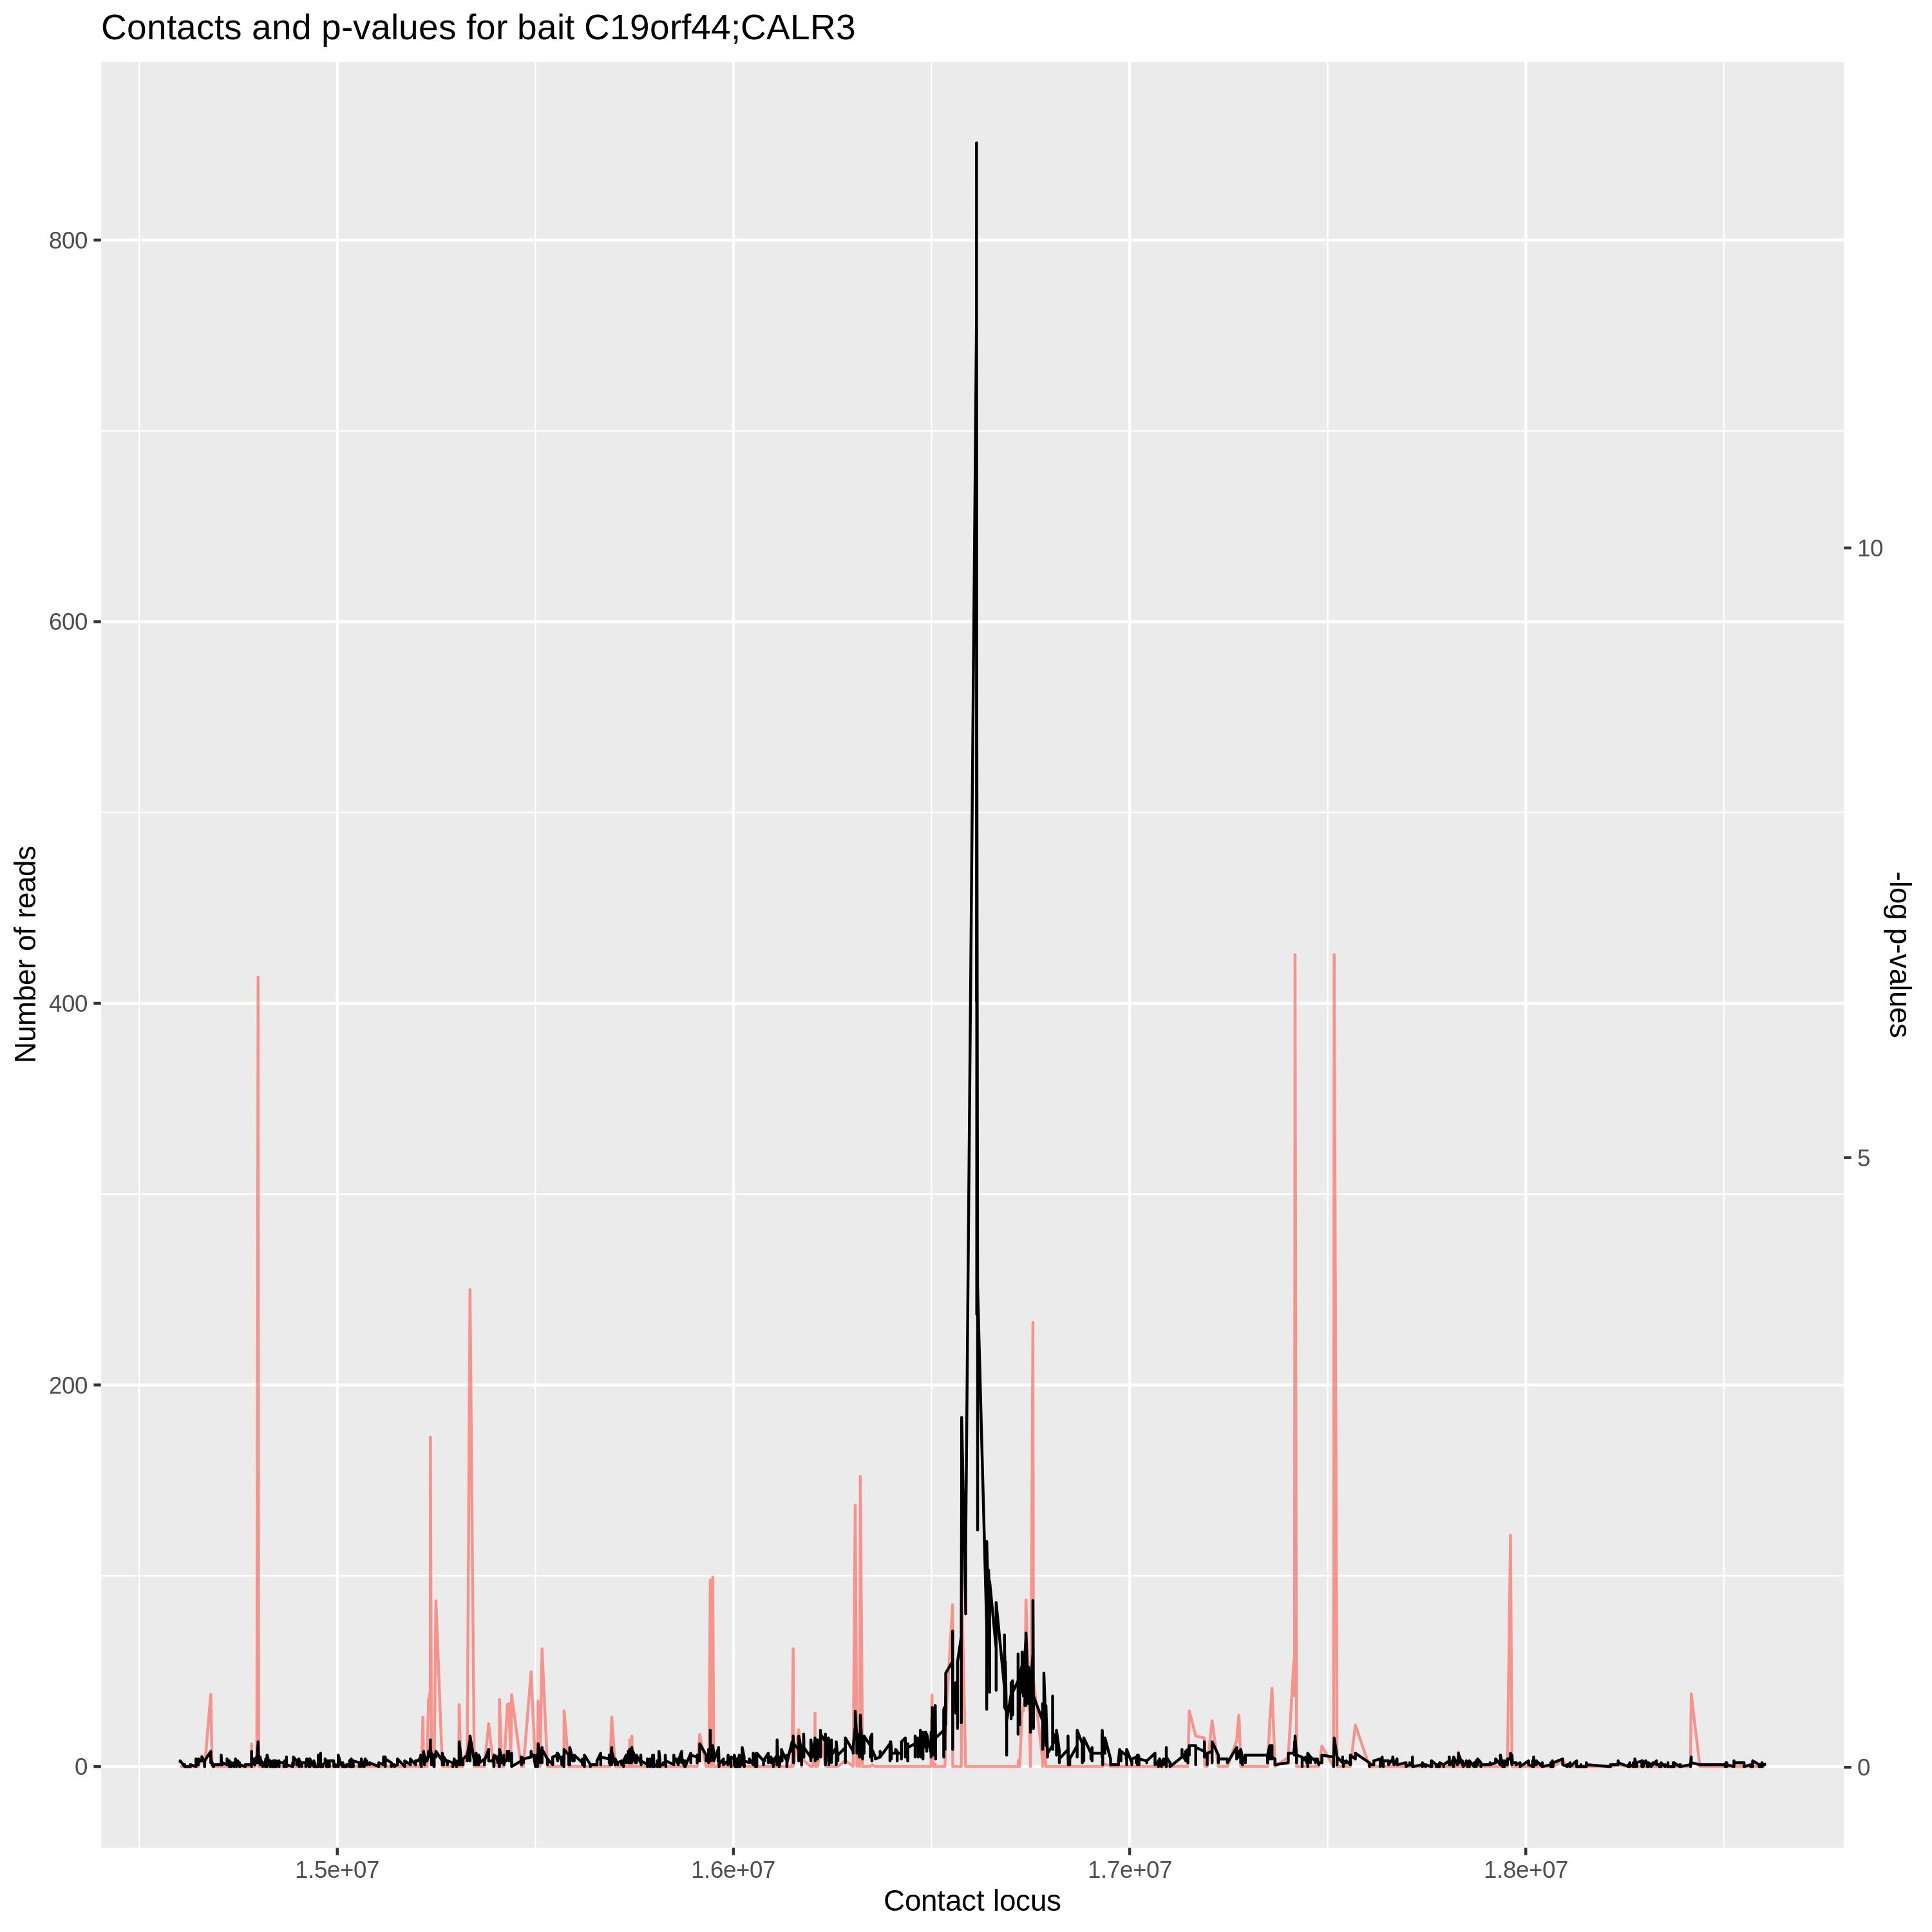 Contacts and p-values for bait C19orf44;CALR3
800
600
400
200
0
Number of reads
10
5
0
-log p-values
1.5e+07
1.6e+07
1.7e+07
1.8e+07
Contact locus